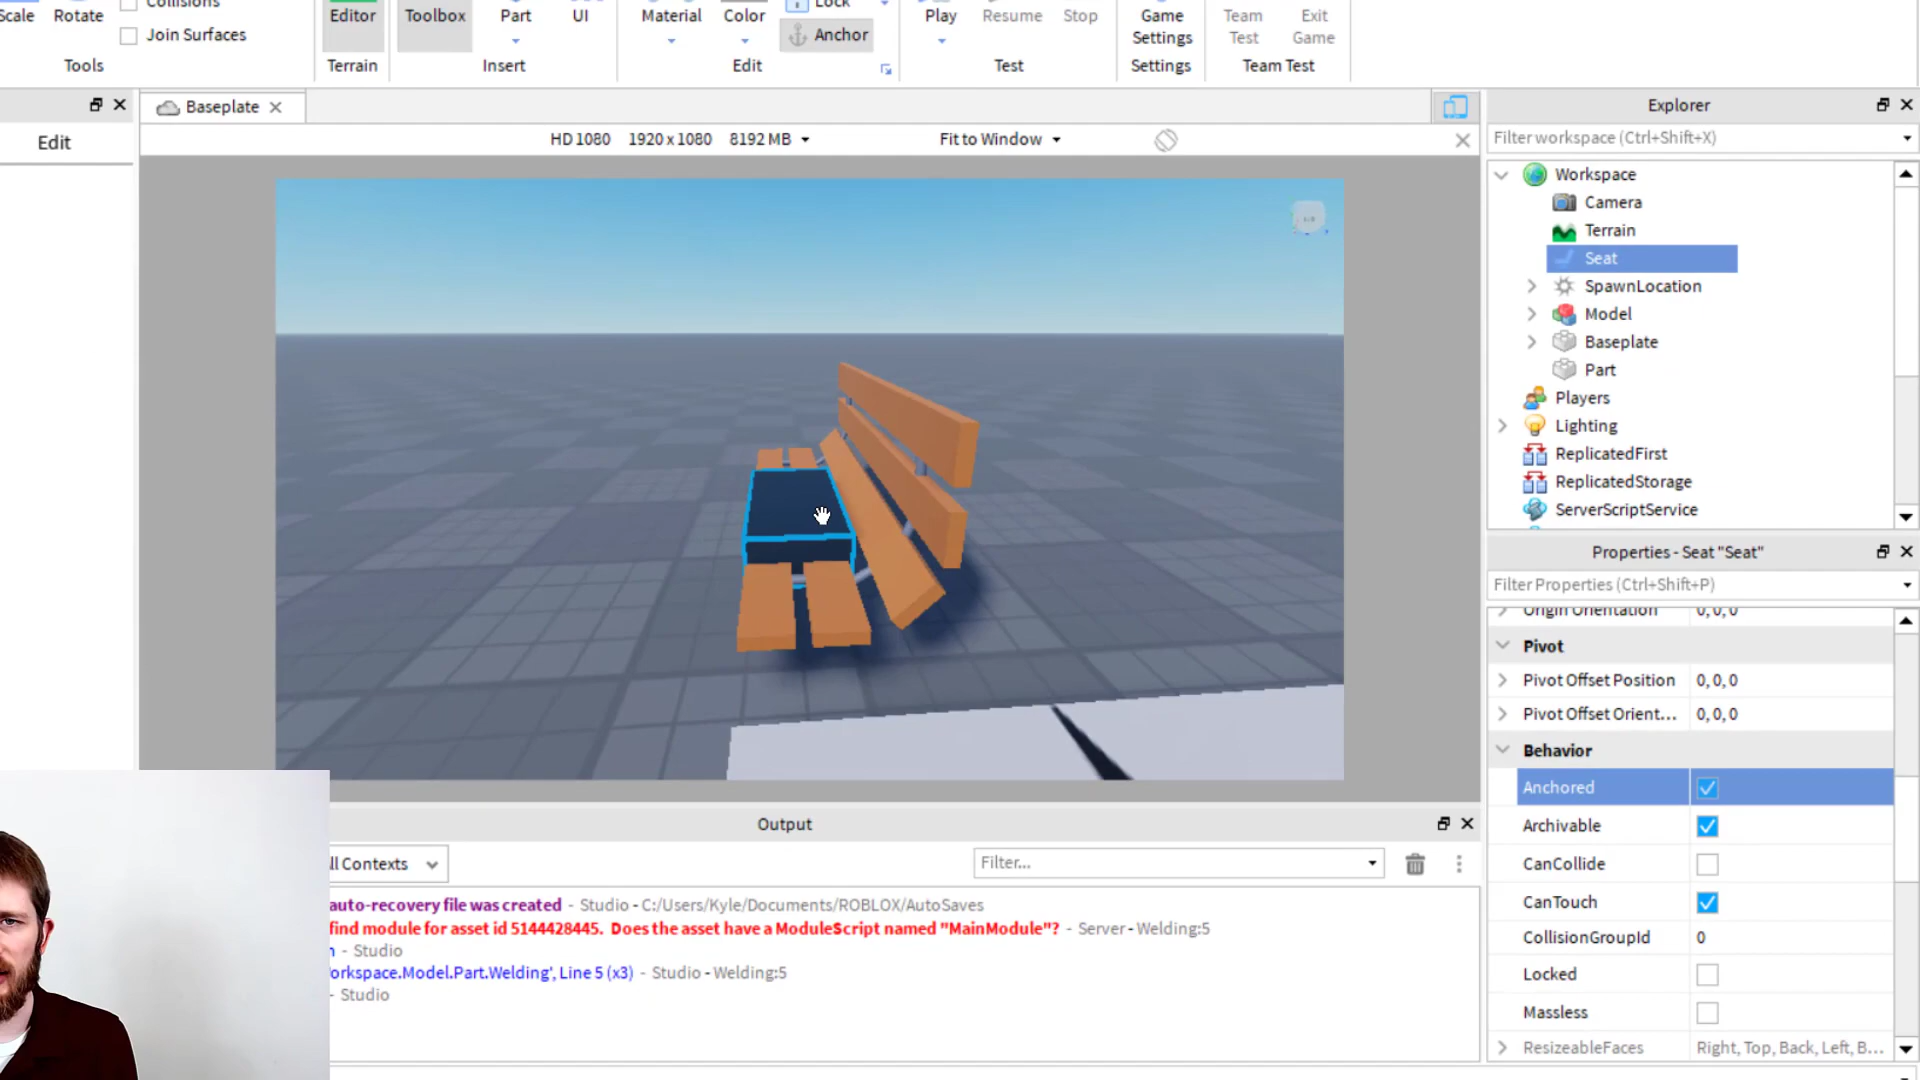 Scale Rotate Collisions
Join Surfaces
Tools
Editor
Terrain
Toolbox Part UI
Insert
Material Color Lock
Anchor
Edit
Play Resume Stop
Test
Game
Settings
Settings
Team
Test
Exit
Game
Team Test
Edit
Baseplate
HD 1080 1920 x 1080 8192 MB Fit to Window
Explorer
Filter workspace (Ctrl+Shift+X)
Workspace
Camera
Terrain
Seat
SpawnLocation
Model
Baseplate
Part
Players
Lighting
ReplicatedFirst
ReplicatedStorage
ServerScriptService
Properties - Seat "Seat"
Filter Properties (Ctrl+Shift+P)
Origin Orientation 0, 0, 0
Pivot
Pivot Offset Position 0, 0, 0
Pivot Offset Orient... 0, 0, 0
Behavior
Anchored
Archivable
CanCollide
CanTouch
CollisionGroupId 0
Locked
Massless
ResizeableFaces Right, Top, Back, Left, B...
Output
ll Contexts Filter...
auto-recovery file was created - Studio - C:/Users/Kyle/Documents/ROBLOX/AutoSaves
find module for asset id 5144428445. Does the asset have a ModuleScript named "MainModule"? - Server - Welding:5
- Studio
orkspace.Model.Part.Welding', Line 5 (x3) - Studio - Welding:5
- Studio